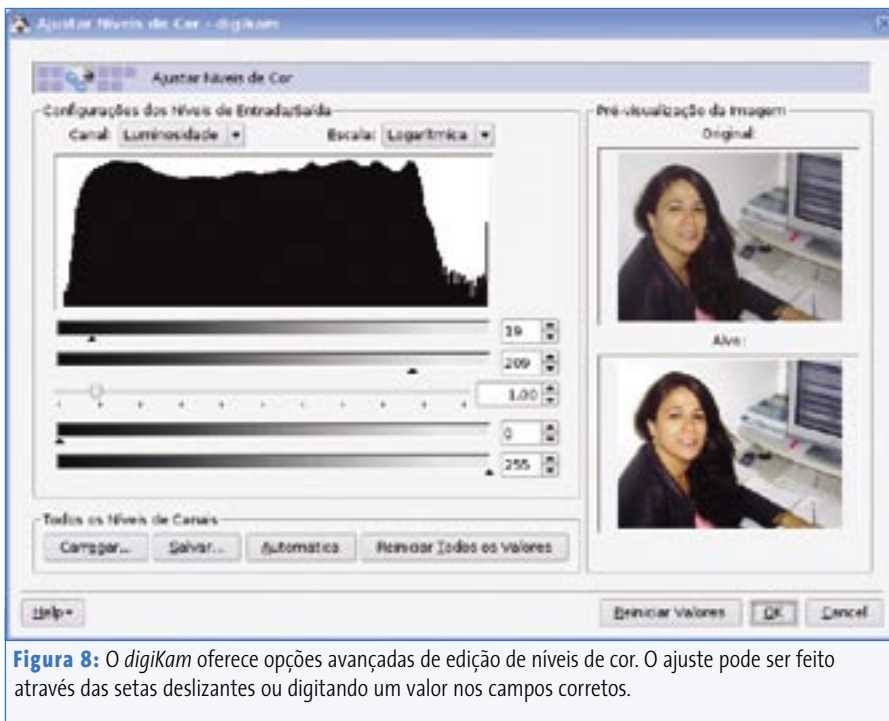 Ajustar Níveis de Cor - digikam
Ajustar Níveis de Cor
Configurações dos Níveis de Entrada/Saída
Canal: Luminosidade
Escala: Logarítmica
19
209
1.00
0
255
Todos os Níveis de Canais
Carregar...
Salvar...
Automática
Reiniciar Todos os Valores
Pré-visualização da Imagem
Original:
Alvo:
Help
Reiniciar Valores
OK
Cancel
Figura 8: O digiKam oferece opções avançadas de edição de níveis de cor. O ajuste pode ser feito
através das setas deslizantes ou digitando um valor nos campos corretos.